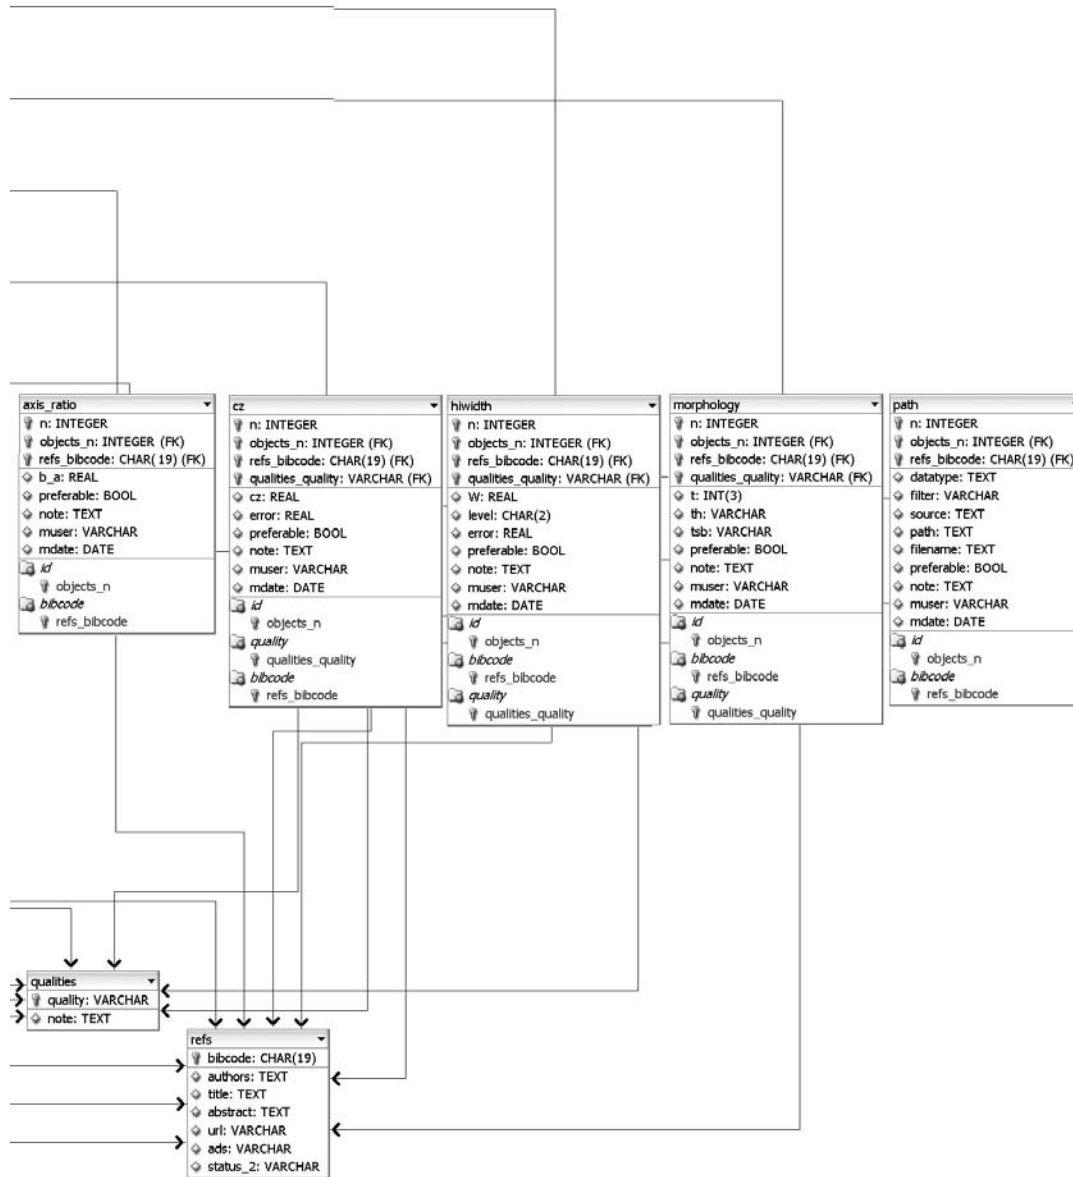 axis_ratio
n: INTEGER
objects_n: INTEGER (FK)
refs_bibcode: CHAR(19) (FK)
b_a: REAL
preferable: BOOL
note: TEXT
muser: VARCHAR
mdate: DATE
id
objects_n
bibcode
refs_bibcode
cz
n: INTEGER
objects_n: INTEGER (FK)
refs_bibcode: CHAR(19) (FK)
qualities_quality: VARCHAR (FK)
cz: REAL
error: REAL
preferable: BOOL
note: TEXT
muser: VARCHAR
mdate: DATE
id
objects_n
quality
qualities_quality
bibcode
refs_bibcode
hiwidth
n: INTEGER
objects_n: INTEGER (FK)
refs_bibcode: CHAR(19) (FK)
qualities_quality: VARCHAR (FK)
W: REAL
level: CHAR(2)
error: REAL
preferable: BOOL
note: TEXT
muser: VARCHAR
mdate: DATE
id
objects_n
bibcode
refs_bibcode
quality
qualities_quality
morphology
n: INTEGER
objects_n: INTEGER (FK)
refs_bibcode: CHAR(19) (FK)
qualities_quality: VARCHAR (FK)
t: INT(3)
th: VARCHAR
tsb: VARCHAR
preferable: BOOL
note: TEXT
muser: VARCHAR
mdate: DATE
id
objects_n
bibcode
refs_bibcode
quality
qualities_quality
path
n: INTEGER
objects_n: INTEGER (FK)
refs_bibcode: CHAR(19) (FK)
datatype: TEXT
filter: VARCHAR
source: TEXT
path: TEXT
filename: TEXT
preferable: BOOL
note: TEXT
muser: VARCHAR
mdate: DATE
id
objects_n
bibcode
refs_bibcode
qualities
quality: VARCHAR
note: TEXT
refs
bibcode: CHAR(19)
authors: TEXT
title: TEXT
abstract: TEXT
url: VARCHAR
ads: VARCHAR
status_2: VARCHAR